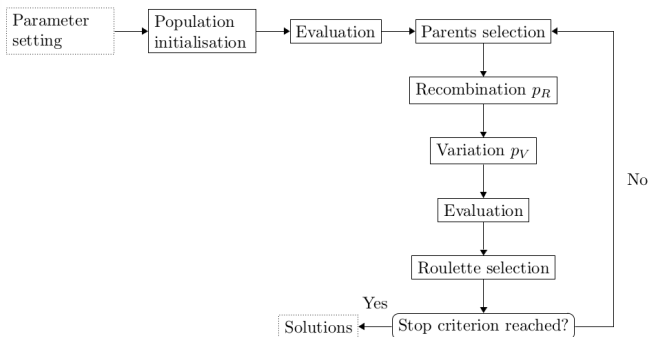 Parameter
setting
Population
initialisation
Evaluation
Parents selection
Recombination p_R
Variation p_V
No
Evaluation
Roulette selection
Yes
Solutions
Stop criterion reached?